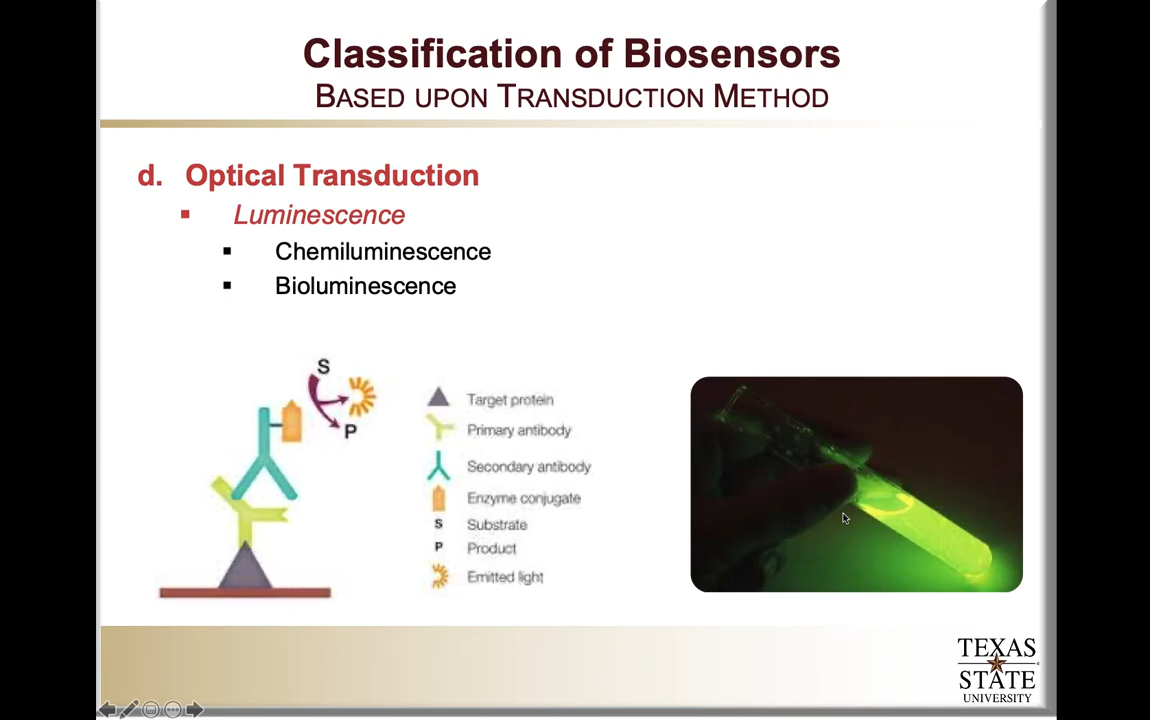 Classification of Biosensors
BASED UPON TRANSDUCTION METHOD
d. Optical Transduction
Luminescence
Chemiluminescence
Bioluminescence
S
P
Target protein
Primary antibody
Secondary antibody
Enzyme conjugate
S Substrate
P Product
Emitted light
TEXAS
STATE
UNIVERSITY